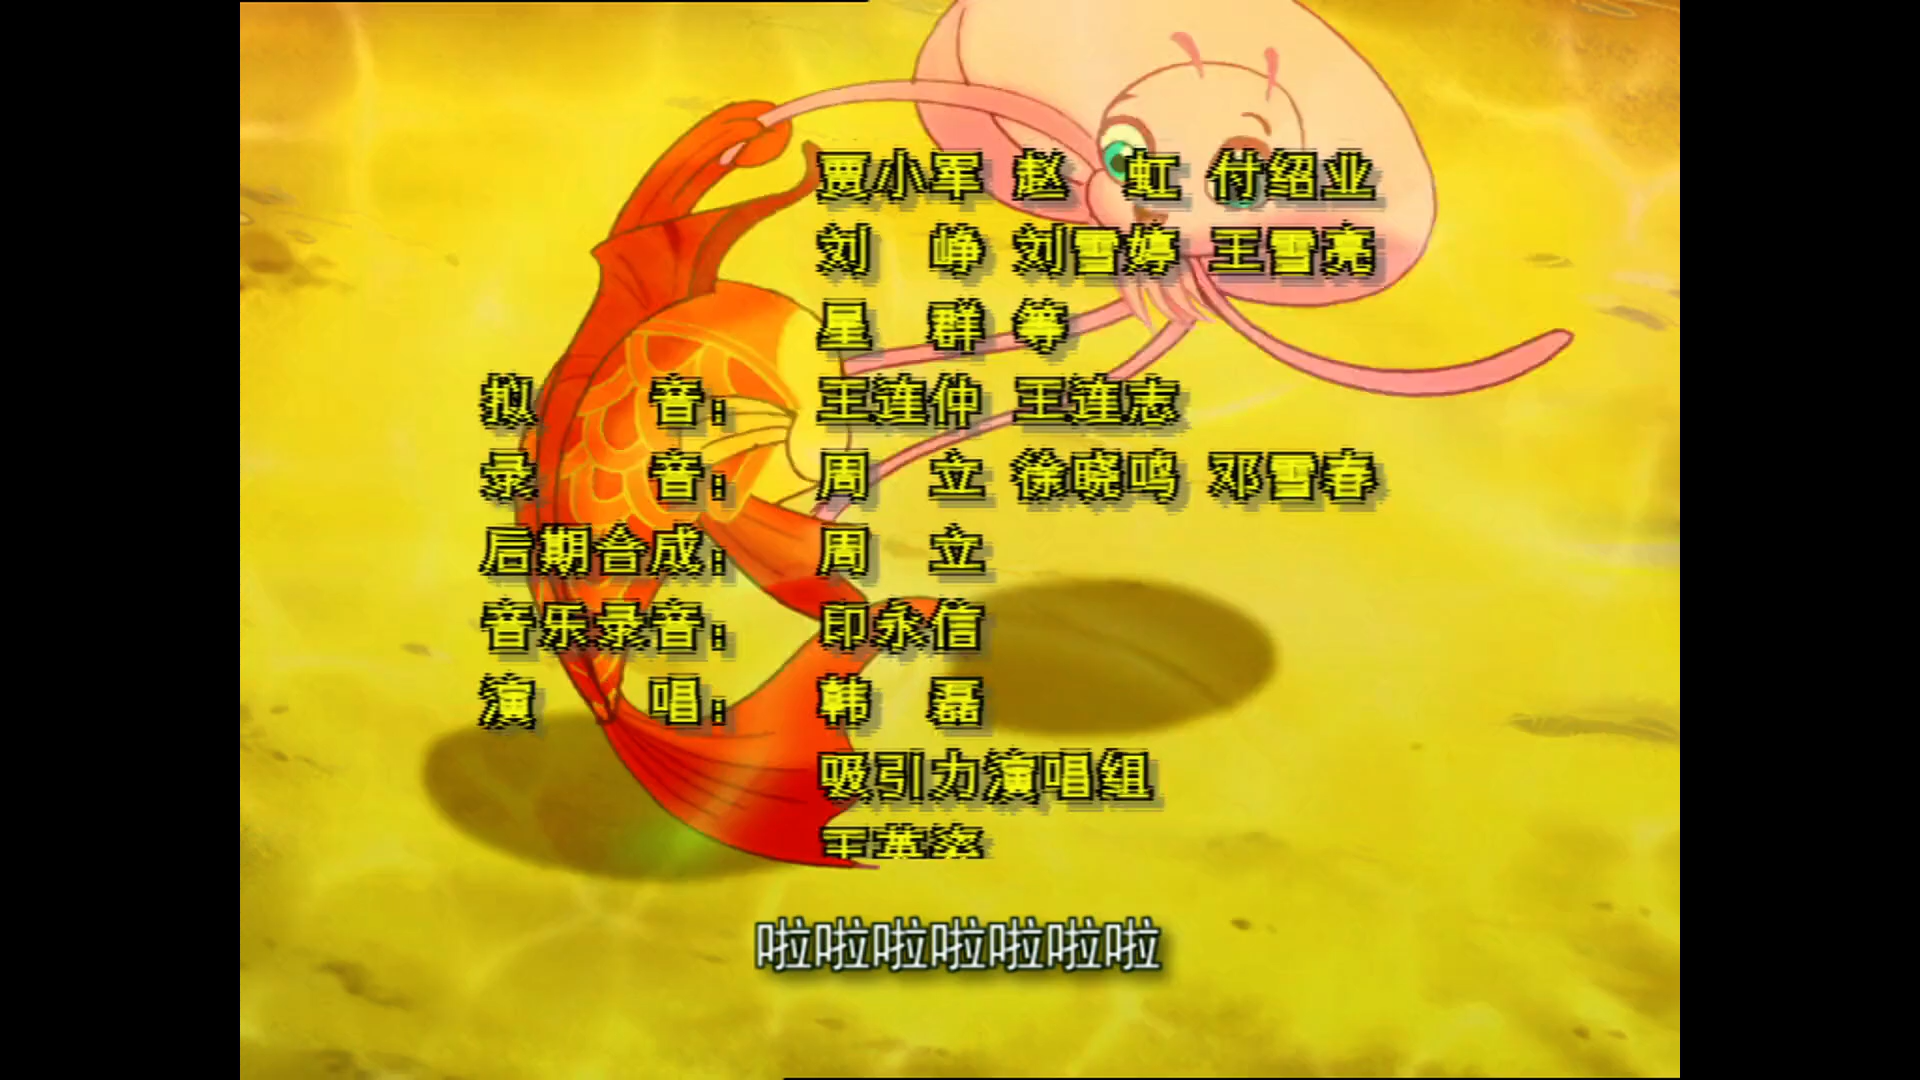 贾小军 赵 虹 付绍业
刘 峥 刘雪婷 王雪亮
星 群 等
拟 音: 王连仲 王连志
录 音: 周 立 徐晓鸣 邓雪春
后期合成: 周 立
音乐录音: 印永信
演 唱: 韩 磊
吸引力演唱组
王英姿
啦啦啦啦啦啦啦